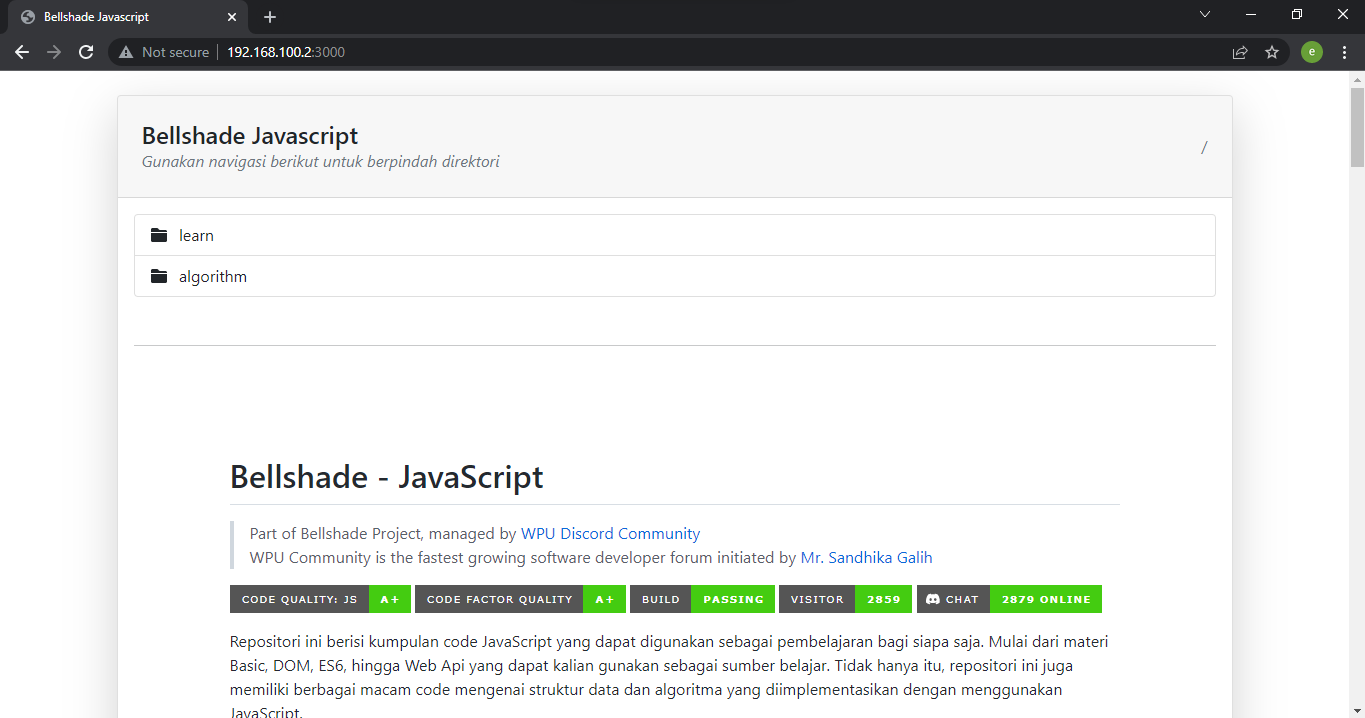 Bellshade Javascript
Not secure | 192.168.100.2:3000
e
Bellshade Javascript
Gunakan navigasi berikut untuk berpindah direktori
/
learn
algorithm
Bellshade - JavaScript
Part of Bellshade Project, managed by WPU Discord Community
WPU Community is the fastest growing software developer forum initiated by Mr. Sandhika Galih
CODE QUALITY: JS A+ CODE FACTOR QUALITY A+ BUILD PASSING VISITOR 2859 CHAT 2879 ONLINE
Repositori ini berisi kumpulan code JavaScript yang dapat digunakan sebagai pembelajaran bagi siapa saja. Mulai dari materi
Basic, DOM, ES6, hingga Web Api yang dapat kalian gunakan sebagai sumber belajar. Tidak hanya itu, repositori ini juga
memiliki berbagai macam code mengenai struktur data dan algoritma yang diimplementasikan dengan menggunakan
JavaScript.